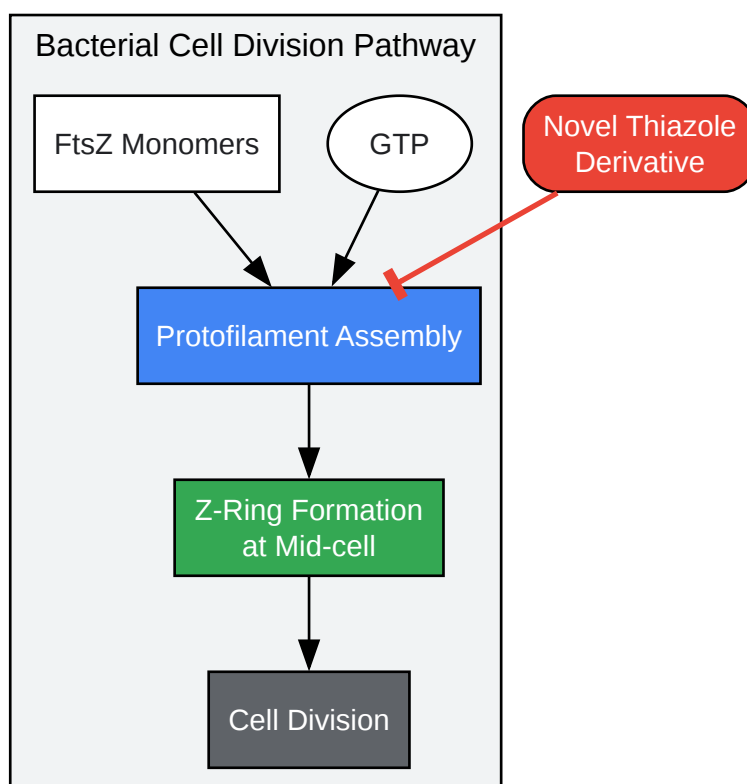 Bacterial Cell Division Pathway
FtsZ Monomers
GTP
Novel Thiazole
Derivative
Protofilament Assembly
Z-Ring Formation
at Mid-cell
Cell Division